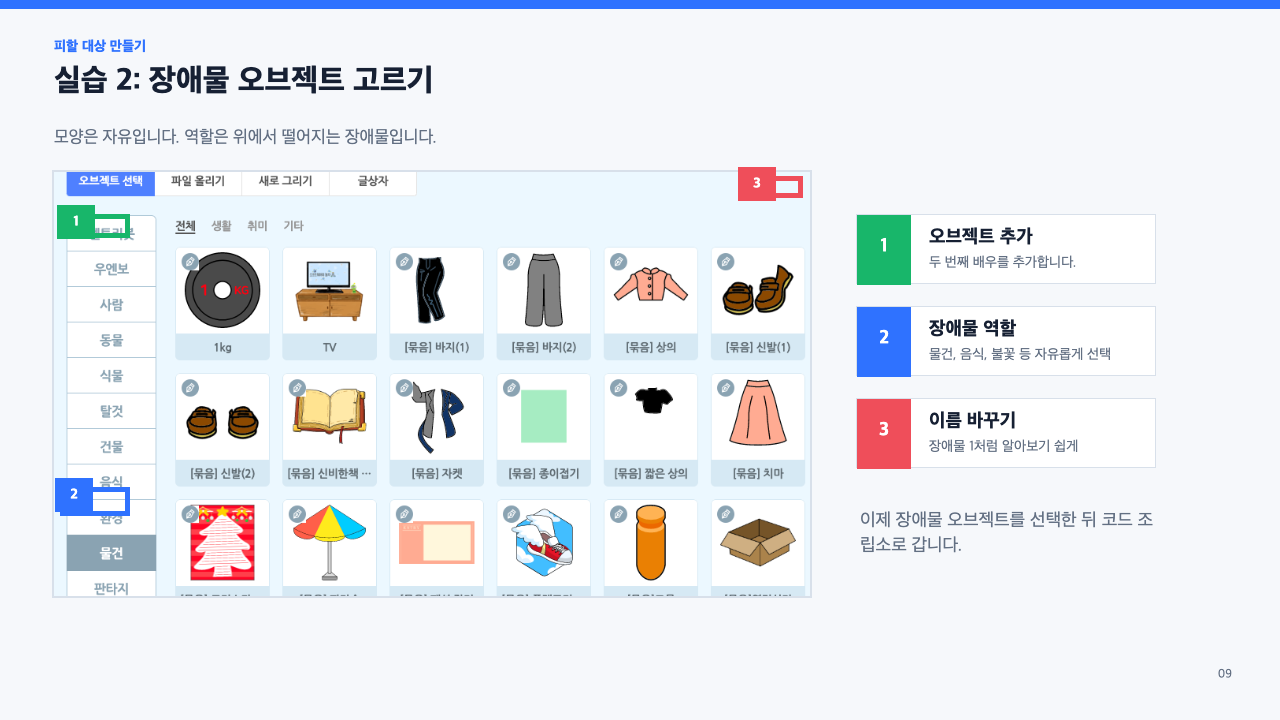 피할 대상 만들기
실습 2: 장애물 오브젝트 고르기
모양은 자유입니다. 역할은 위에서 떨어지는 장애물입니다.
오브젝트 선택
파일 올리기
새로 그리기
글상자
3
1
전체
생활
취미
기타
우엔보
사람
동물
식물
탈것
건물
음식
2
환경
물건
판타지
1 KG
1kg
TV
[묶음] 바지(1)
[묶음] 바지(2)
[묶음] 상의
[묶음] 신발(1)
[묶음] 신발(2)
[묶음] 신비한책 ...
[묶음] 자켓
[묶음] 종이접기
[묶음] 짧은 상의
[묶음] 치마
1
오브젝트 추가
두 번째 배우를 추가합니다.
2
장애물 역할
물건, 음식, 불꽃 등 자유롭게 선택
3
이름 바꾸기
장애물 1처럼 알아보기 쉽게
이제 장애물 오브젝트를 선택한 뒤 코드 조
립소로 갑니다.
09